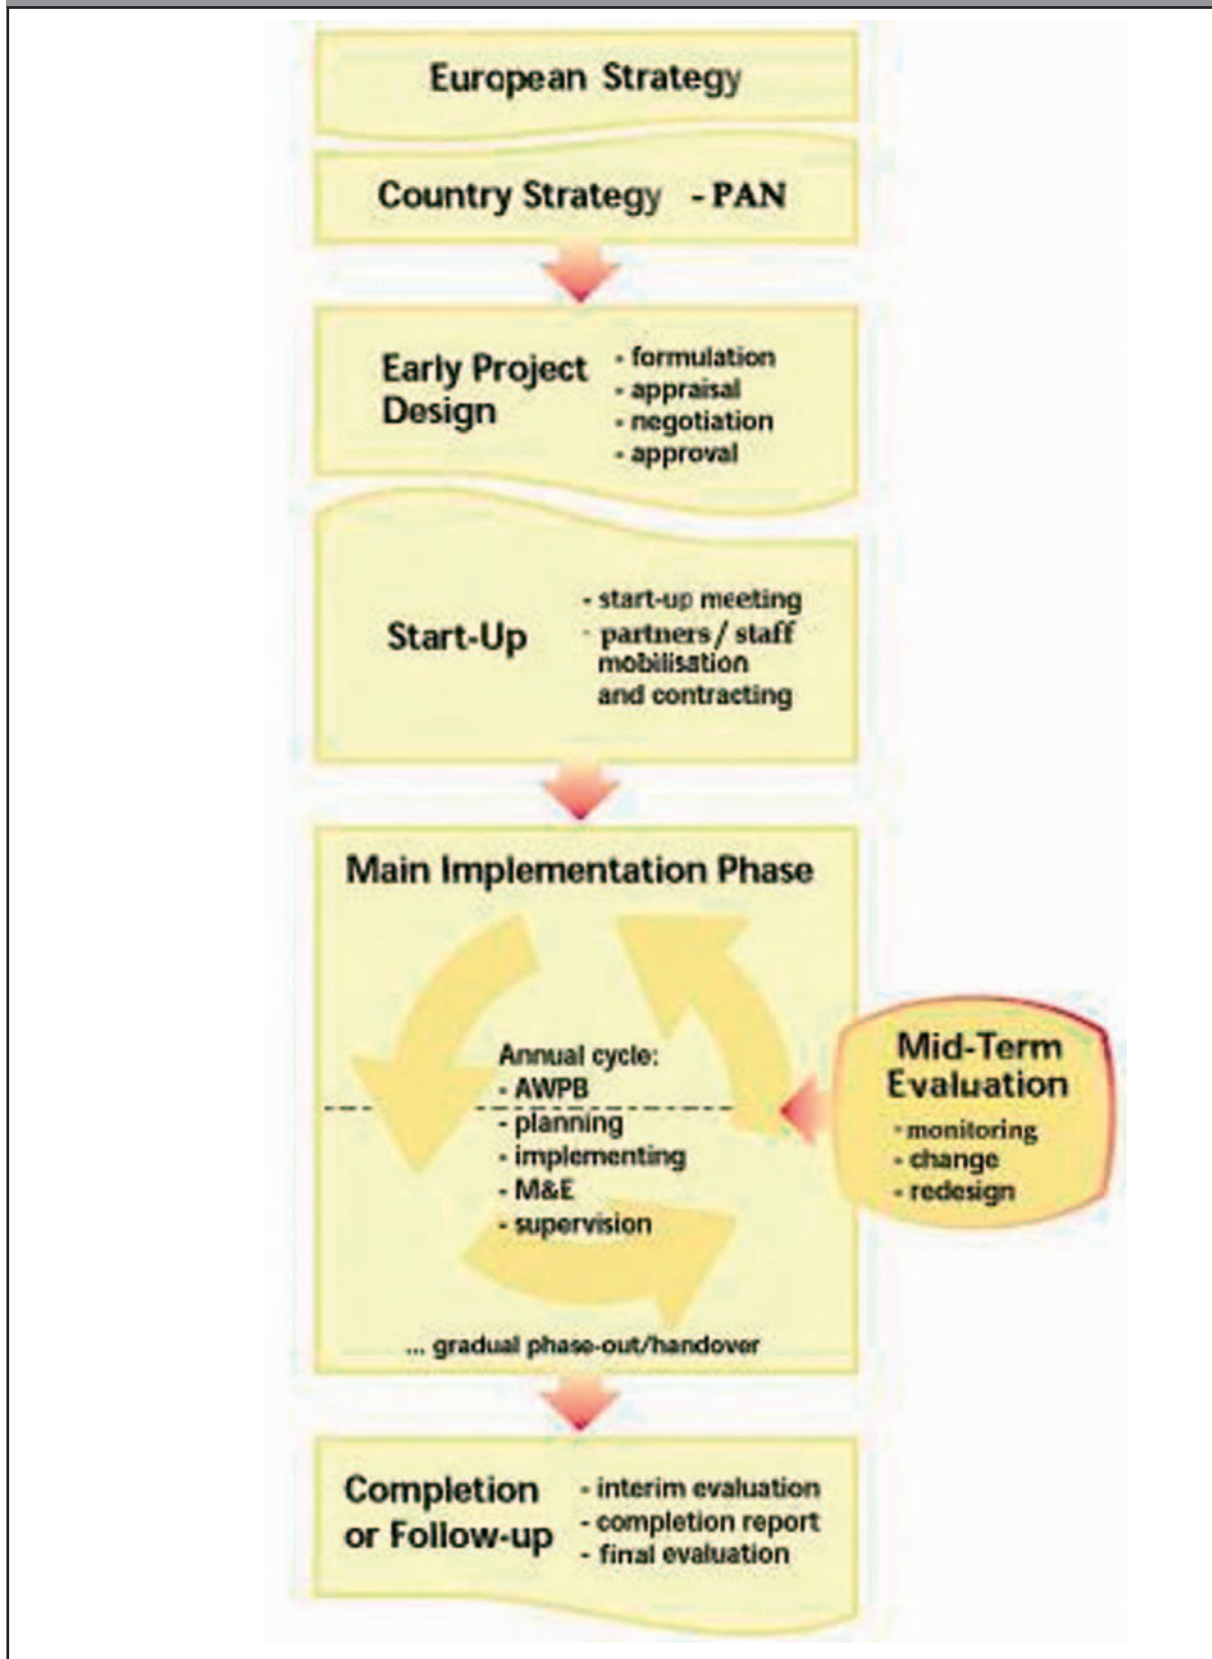 European Strategy
Country Strategy - PAN
Early Project
Design
- formulation
- appraisal
- negotiation
- approval
Start-Up
- start-up meeting
- partners / staff
mobilisation
and contracting
Main Implementation Phase
Annual cycle:
- AWPB
- planning
- implementing
- M&E
- supervision
... gradual phase-out/handover
Mid-Term
Evaluation
- monitoring
- change
- redesign
Completion
or Follow-up
- interim evaluation
- completion report
- final evaluation